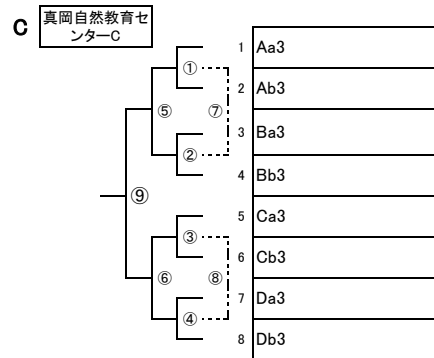 C
真岡自然教育セ
ンターC
1 Aa3
①
2 Ab3
⑤ ⑦
3 Ba3
②
4 Bb3
⑨
5 Ca3
③
6 Cb3
⑥ ⑧
7 Da3
④
8 Db3